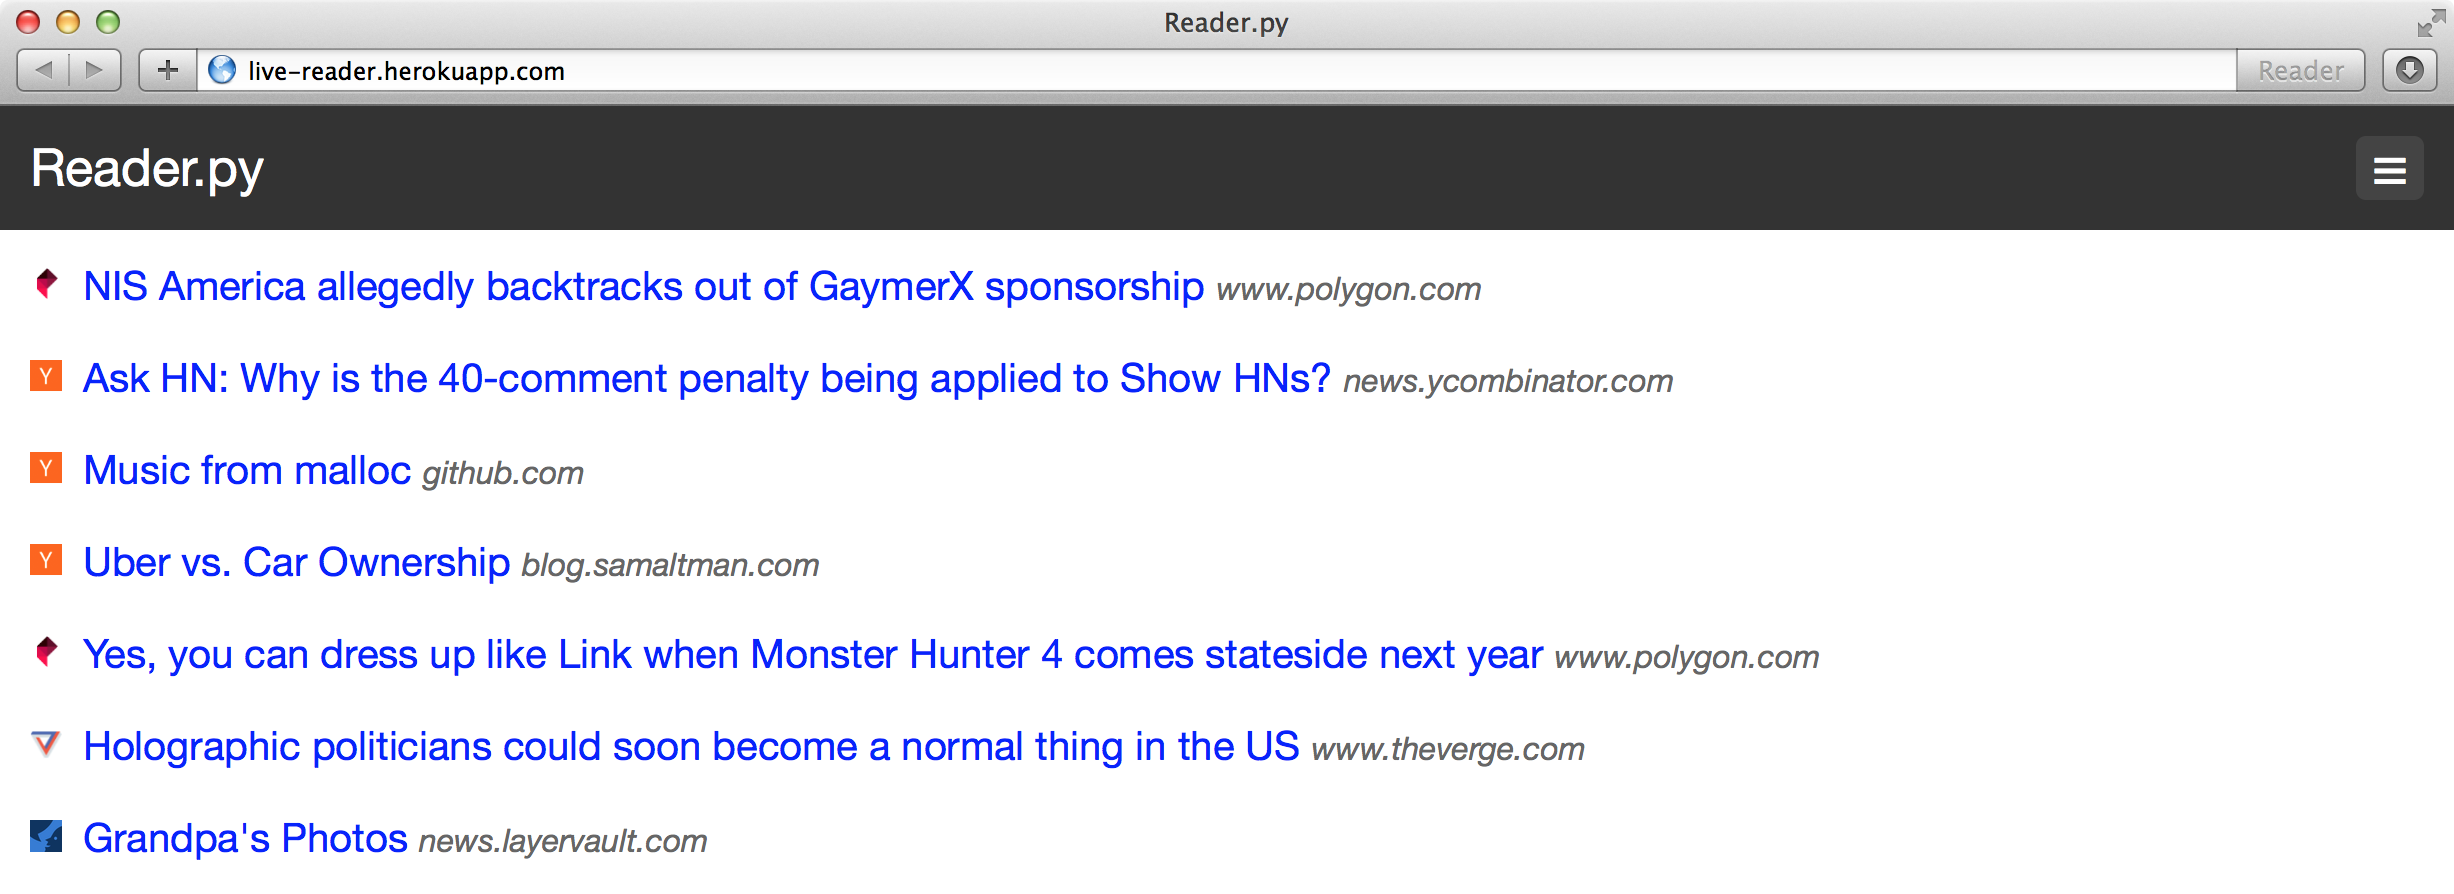 Reader.py
live-reader.herokuapp.com Reader
Reader.py
NIS America allegedly backtracks out of GaymerX sponsorship www.polygon.com
Y Ask HN: Why is the 40-comment penalty being applied to Show HNs? news.ycombinator.com
Y Music from malloc github.com
Y Uber vs. Car Ownership blog.samaltman.com
Yes, you can dress up like Link when Monster Hunter 4 comes stateside next year www.polygon.com
Holographic politicians could soon become a normal thing in the US www.theverge.com
Grandpa's Photos news.layervault.com